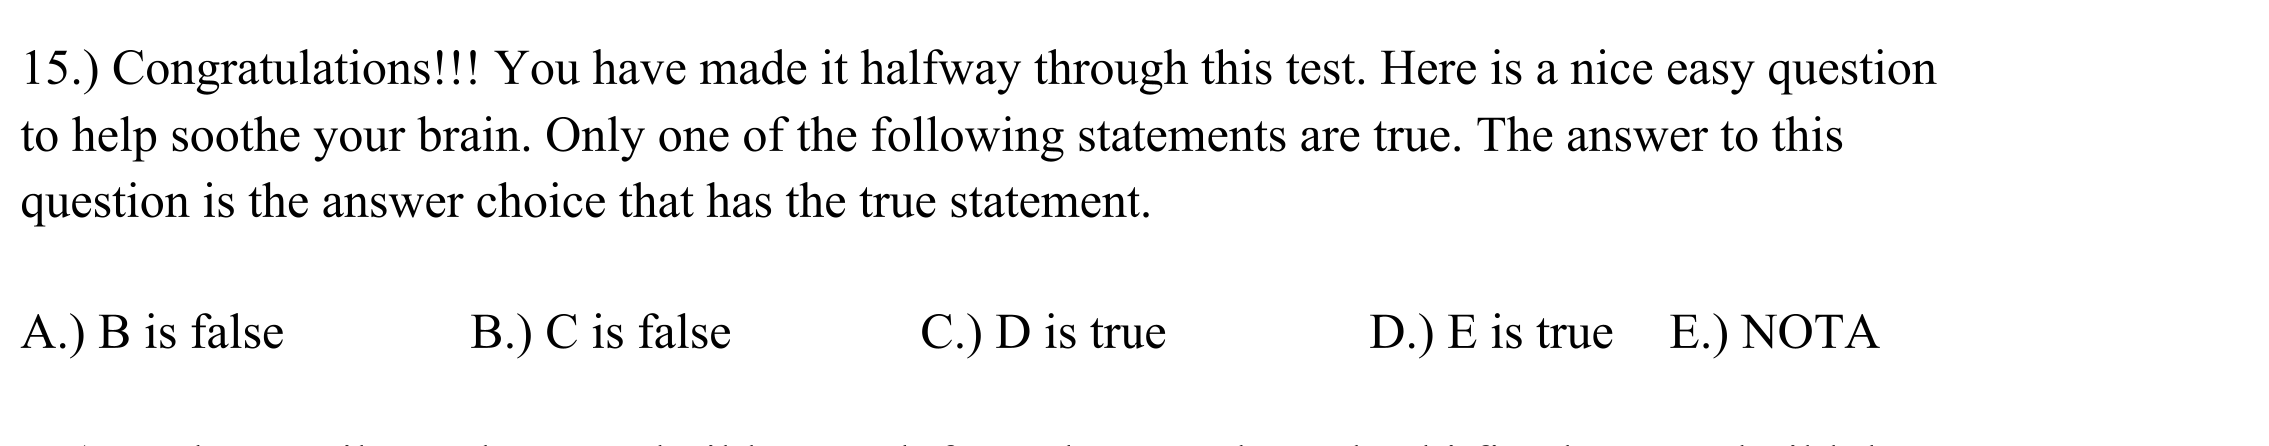 15.) Congratulations!!! You have made it halfway through this test. Here is a nice easy question
to help soothe your brain. Only one of the following statements are true. The answer to this
question is the answer choice that has the true statement.
A.) B is false B.) C is false C.) D is true D.) E is true E.) NOTA